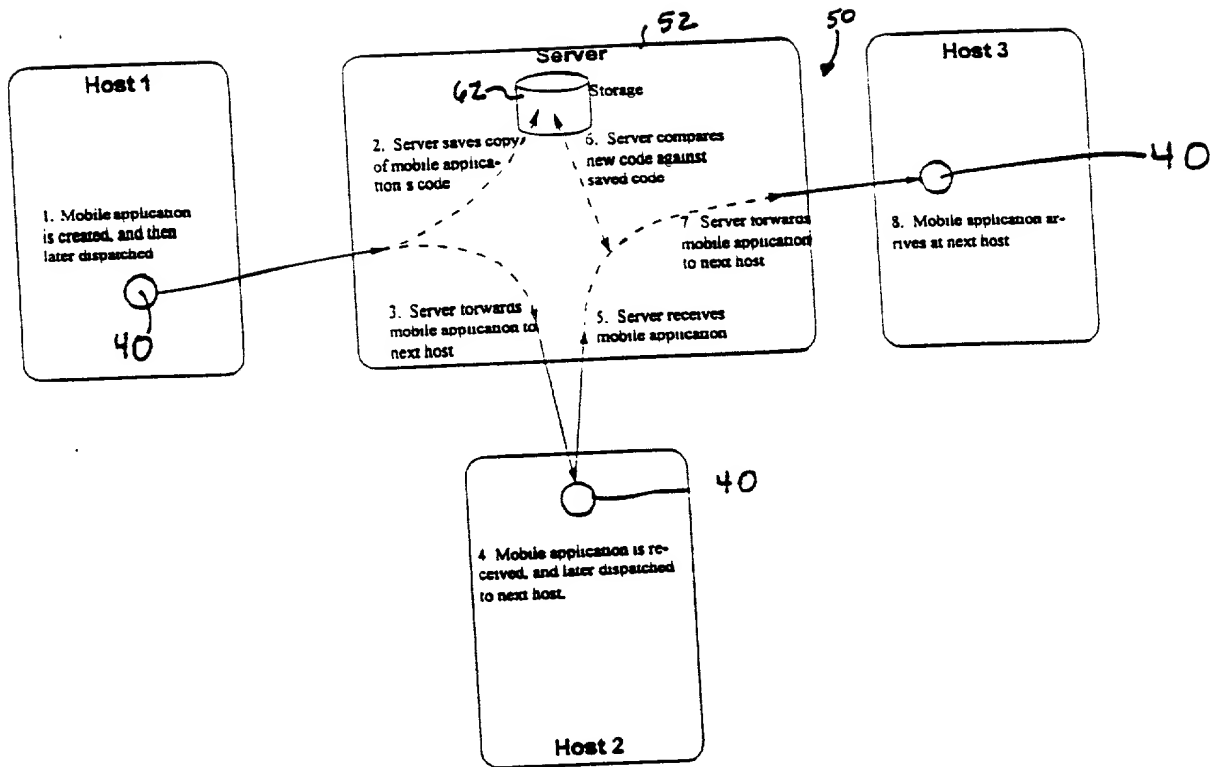 52
50
Host 1
Server
Host 3
62
Storage
2. Server saves copy
of mobile applica-
tion s code
6. Server compares
new code against
saved code
40
1. Mobile application
is created, and then
later dispatched
7 Server forwards
mobile application
to next host
8. Mobile application ar-
rives at next host
40
3. Server forwards
mobile application to
next host
5. Server receives
mobile application
40
4 Mobile application is re-
ceived, and later dispatched
to next host.
Host 2